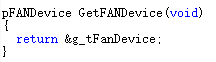 pFANDevice GetFANDevice(void)
{
return &g_tFanDevice;
}